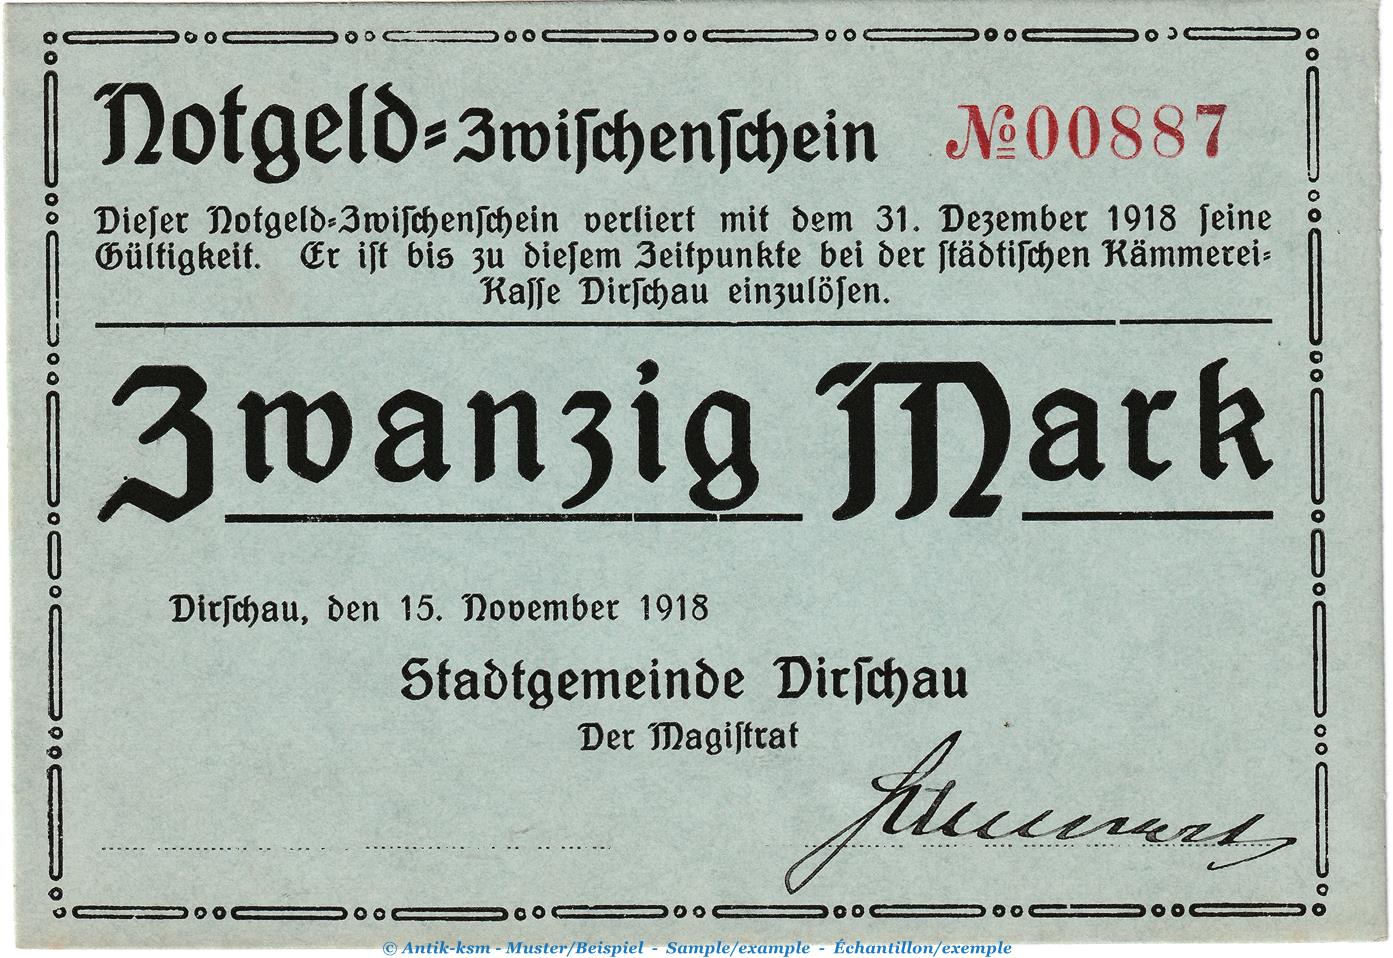 Notgeld=Zwischenschein № 00887
Dieser Notgeld=Zwischenschein verliert mit dem 31. Dezember 1918 seine
Gültigkeit. Er ist bis zu diesem Zeitpunkte bei der städtischen Kämmerei=
Kasse Dirschau einzulösen.
Zwanzig Mark
Dirschau, den 15. November 1918
Stadtgemeinde Dirschau
Der Magistrat
© Antik-ksm - Muster/Beispiel - Sample/example - Échantillon/exemple